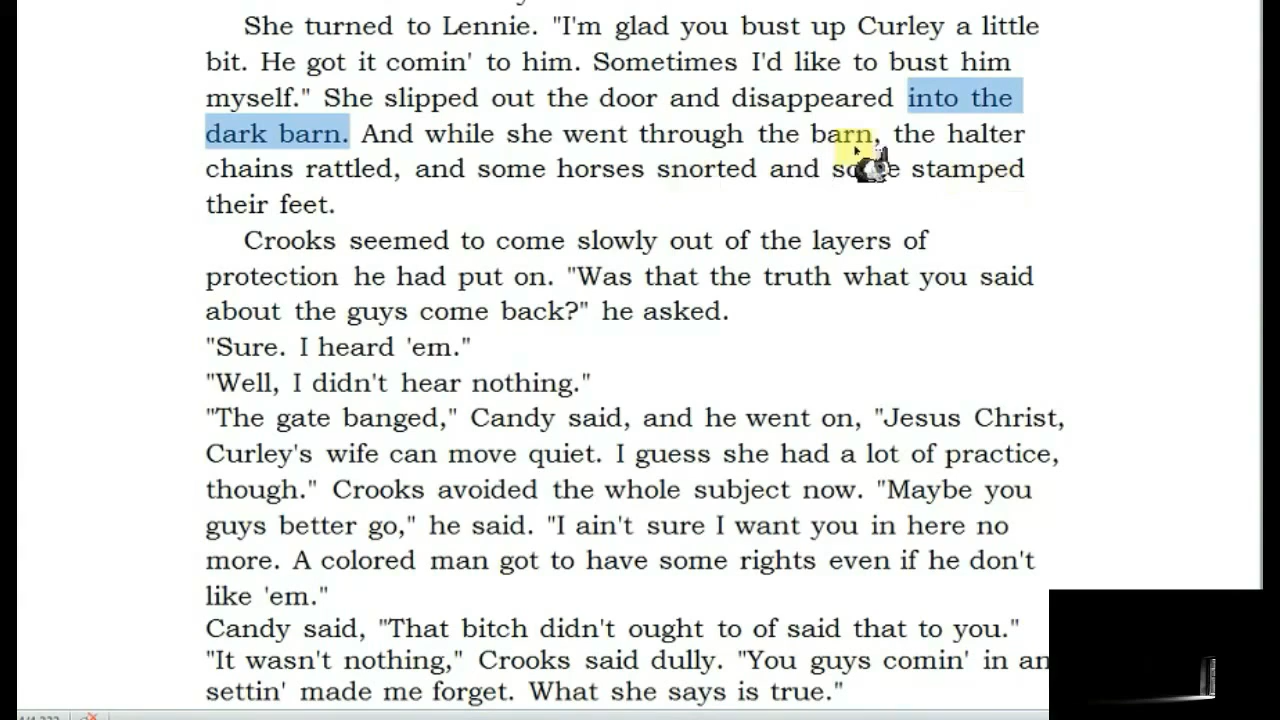 She turned to Lennie. "I'm glad you bust up Curley a little
bit. He got it comin' to him. Sometimes I'd like to bust him
myself." She slipped out the door and disappeared into the
dark barn. And while she went through the barn, the halter
chains rattled, and some horses snorted and some stamped
their feet.
Crooks seemed to come slowly out of the layers of
protection he had put on. "Was that the truth what you said
about the guys come back?" he asked.
"Sure. I heard 'em."
"Well, I didn't hear nothing."
"The gate banged," Candy said, and he went on, "Jesus Christ,
Curley's wife can move quiet. I guess she had a lot of practice,
though." Crooks avoided the whole subject now. "Maybe you
guys better go," he said. "I ain't sure I want you in here no
more. A colored man got to have some rights even if he don't
like 'em."
Candy said, "That bitch didn't ought to of said that to you."
"It wasn't nothing," Crooks said dully. "You guys comin' in an
settin' made me forget. What she says is true."